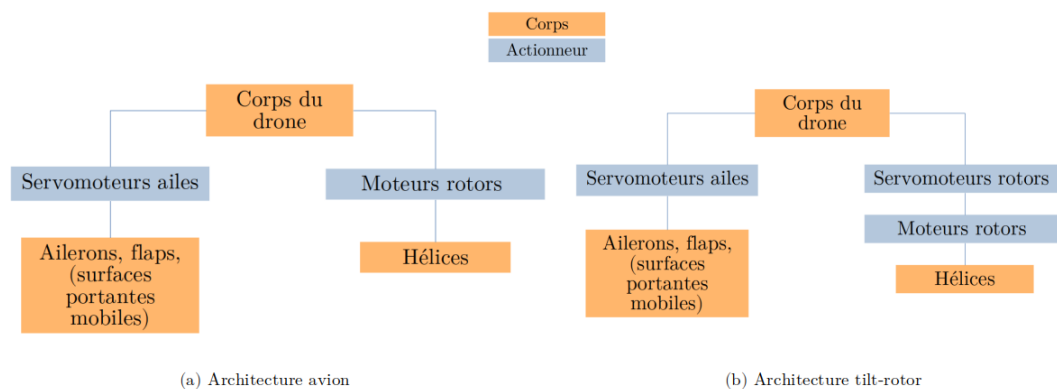 Corps
Actionneur
Corps du
drone
Servomoteurs ailes
Moteurs rotors
Ailerons, flaps,
(surfaces
portantes
mobiles)
Hélices
(a) Architecture avion
Corps du
drone
Servomoteurs ailes
Servomoteurs rotors
Moteurs rotors
Ailerons, flaps,
(surfaces
portantes
mobiles)
Hélices
(b) Architecture tilt-rotor